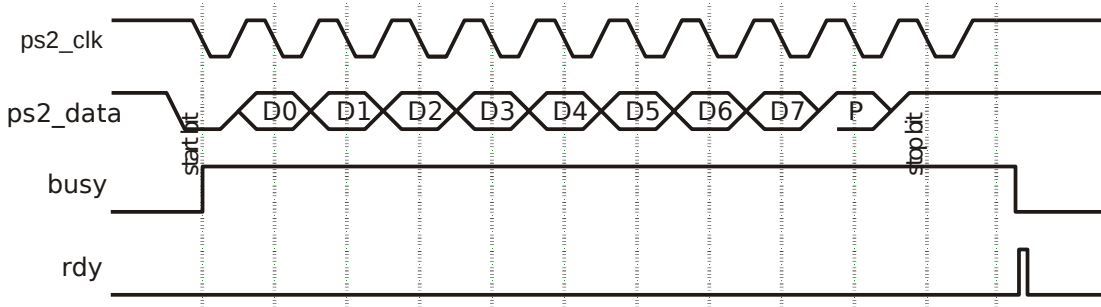 ps2_clk
ps2_data
D0 D1 D2 D3 D4 D5 D6 D7 P
start bit
stop bit
busy
rdy